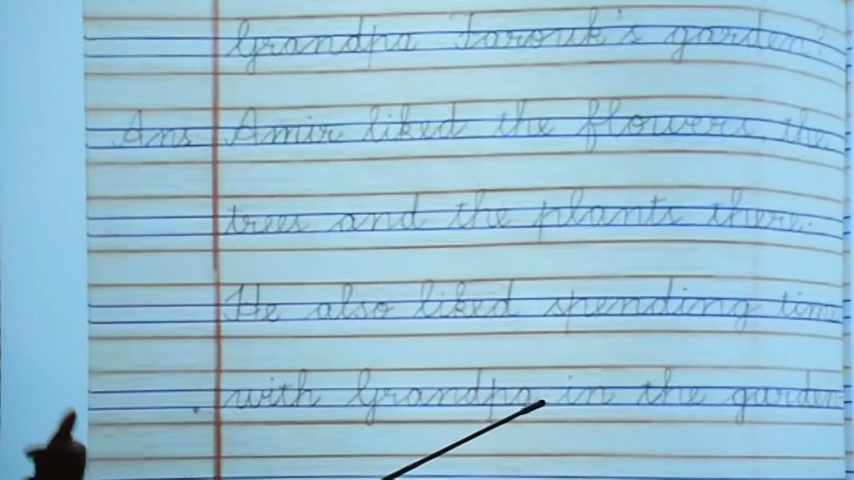 Grandpa Farouk's garden?
Ans Amir liked the flowers, the
trees and the plants there.
He also liked spending time
with Grandpa in the garden.